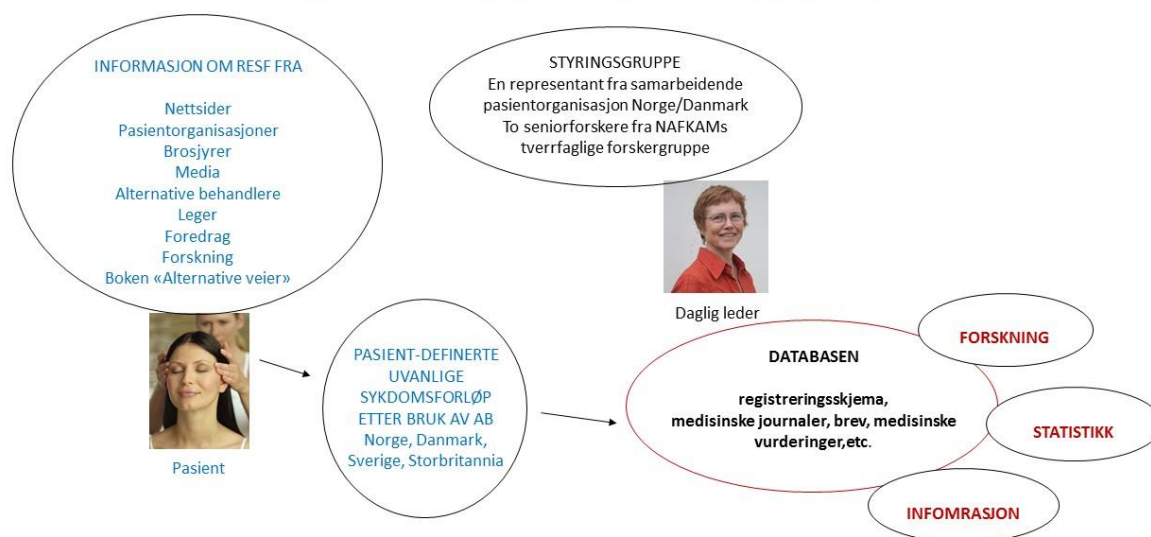 INFORMASJON OM RESF FRA
Nettsider
Pasientorganisasjoner
Brosjyrer
Media
Alternative behandlere
Leger
Foredrag
Forskning
Boken «Alternative veier»
STYRINGSGRUPPE
En representant fra samarbeidende
pasientorganisasjon Norge/Danmark
To seniorforskere fra NAFKAMs
tverrfaglige forskergruppe
Daglig leder
Pasient
PASIENT-DEFINERTE
UVANLIGE
SYKDOMSFORLØP
ETTER BRUK AV AB
Norge, Danmark,
Sverige, Storbritannia
DATABASEN
registreringsskjema,
medisinske journaler, brev, medisinske
vurderinger,etc.
FORSKNING
STATISTIKK
INFOMRASJON